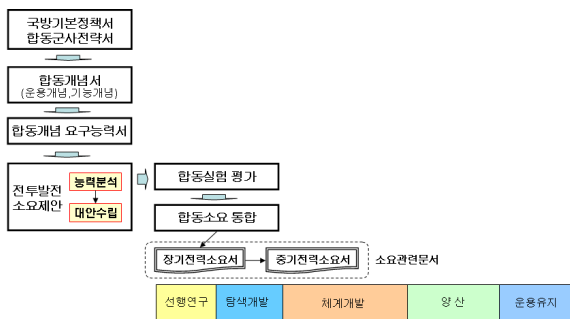 국방기본정책서
합동군사전략서
합동개념서
(운용개념,기능개념)
합동개념 요구능력서
전투발전
소요제안
능력분석
대안수립
합동실험 평가
합동소요 통합
장기전력소요서
중기전력소요서
소요관련문서
선행연구
탐색개발
체계개발
양 산
운용유지